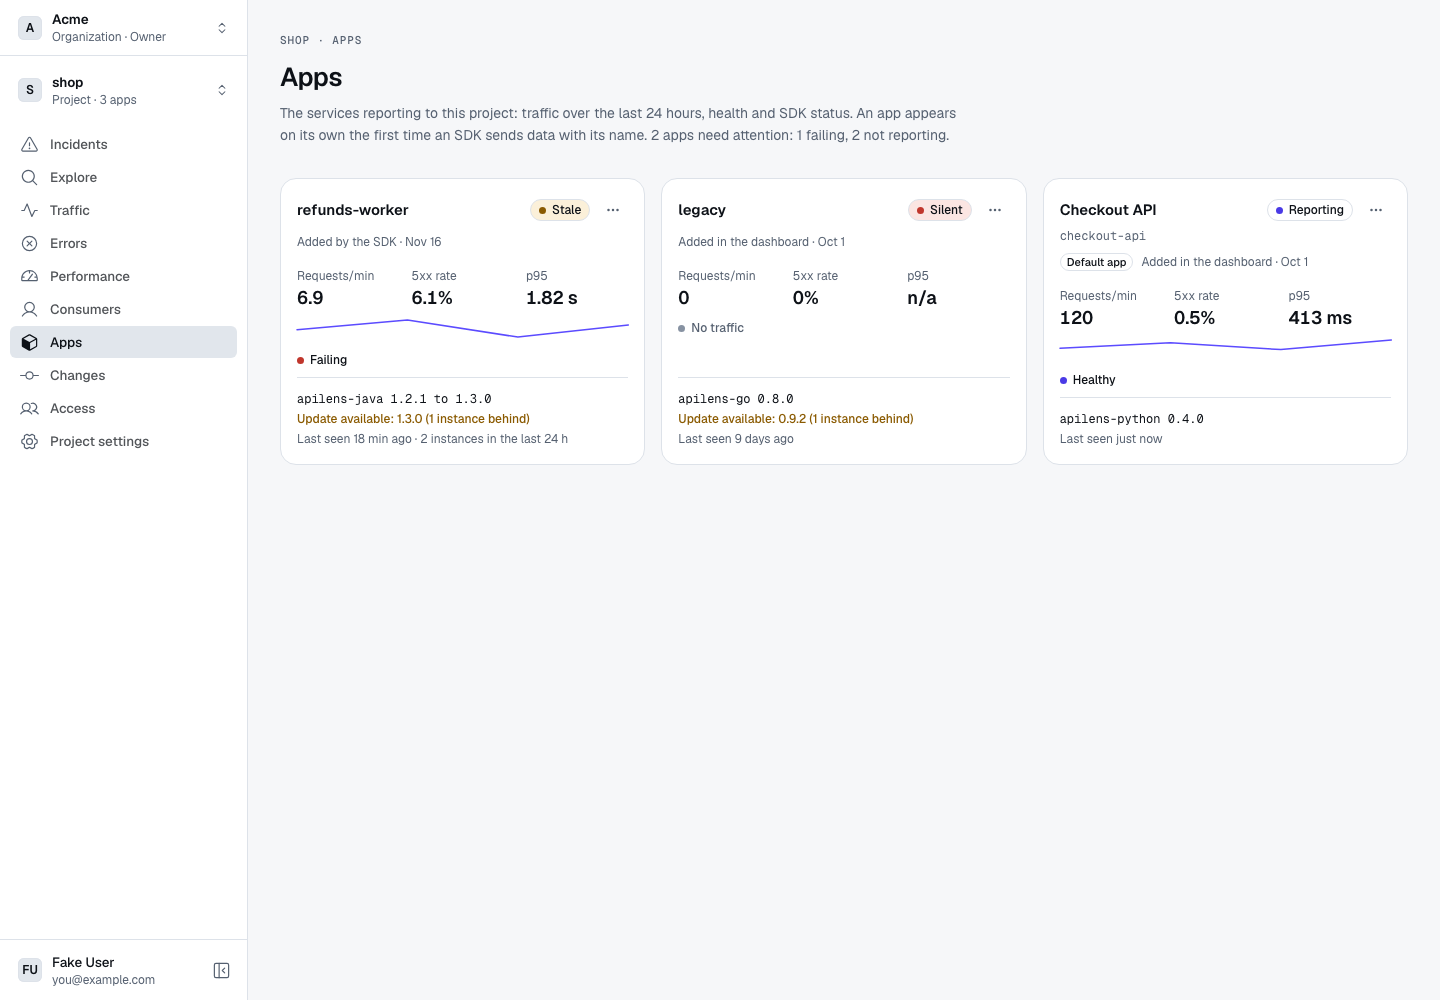 A
Acme
Organization · Owner
S
shop
Project · 3 apps
Incidents
Explore
Traffic
Errors
Performance
Consumers
Apps
Changes
Access
Project settings
FU
Fake User
you@example.com
SHOP · APPS
Apps
The services reporting to this project: traffic over the last 24 hours, health and SDK status. An app appears
on its own the first time an SDK sends data with its name. 2 apps need attention: 1 failing, 2 not reporting.
refunds-worker
Stale
Added by the SDK · Nov 16
Requests/min 5xx rate p95
6.9 6.1% 1.82 s
Failing
apilens-java 1.2.1 to 1.3.0
Update available: 1.3.0 (1 instance behind)
Last seen 18 min ago · 2 instances in the last 24 h
legacy
Silent
Added in the dashboard · Oct 1
Requests/min 5xx rate p95
0 0% n/a
No traffic
apilens-go 0.8.0
Update available: 0.9.2 (1 instance behind)
Last seen 9 days ago
Checkout API
Reporting
checkout-api
Default app Added in the dashboard · Oct 1
Requests/min 5xx rate p95
120 0.5% 413 ms
Healthy
apilens-python 0.4.0
Last seen just now